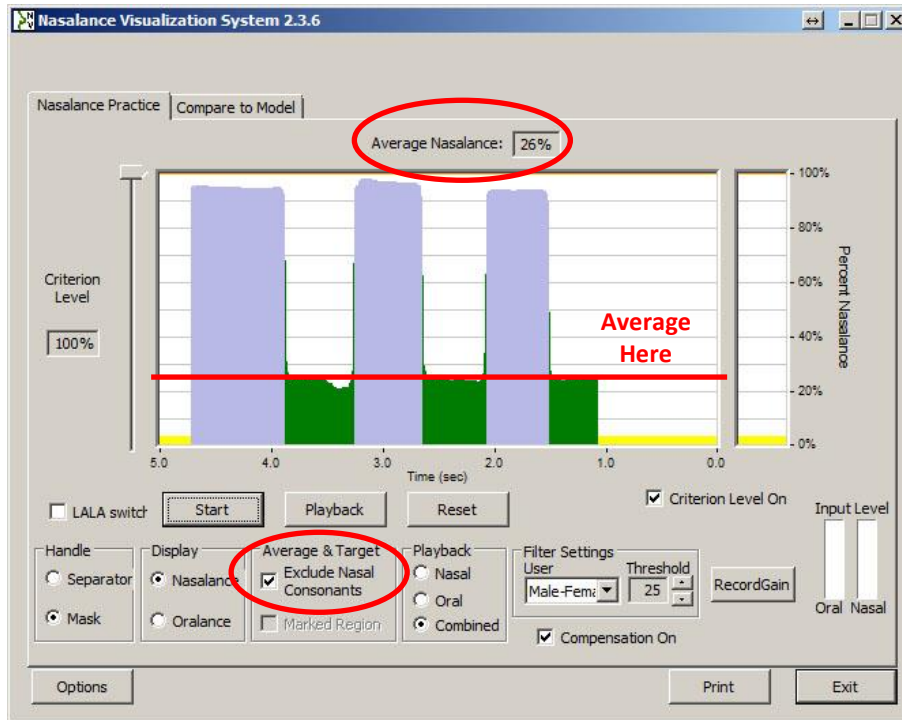 Nasalance Visualization System 2.3.6
Nasalance Practice
Compare to Model
Average Nasalance: 26%
Criterion
Level
100%
100%
80%
60%
40%
20%
0%
Percent Nasalance
Average
Here
5.0 4.0 3.0 2.0 1.0 0.0
Time (sec)
LALA switch
Start
Playback
Reset
Criterion Level On
Input Level
Oral Nasal
Handle
Separator
Mask
Display
Nasalance
Oralance
Average & Target
Exclude Nasal
Consonants
Marked Region
Playback
Nasal
Oral
Combined
Filter Settings
User
Male-Fema
Threshold
25
Compensation On
RecordGain
Options
Print
Exit